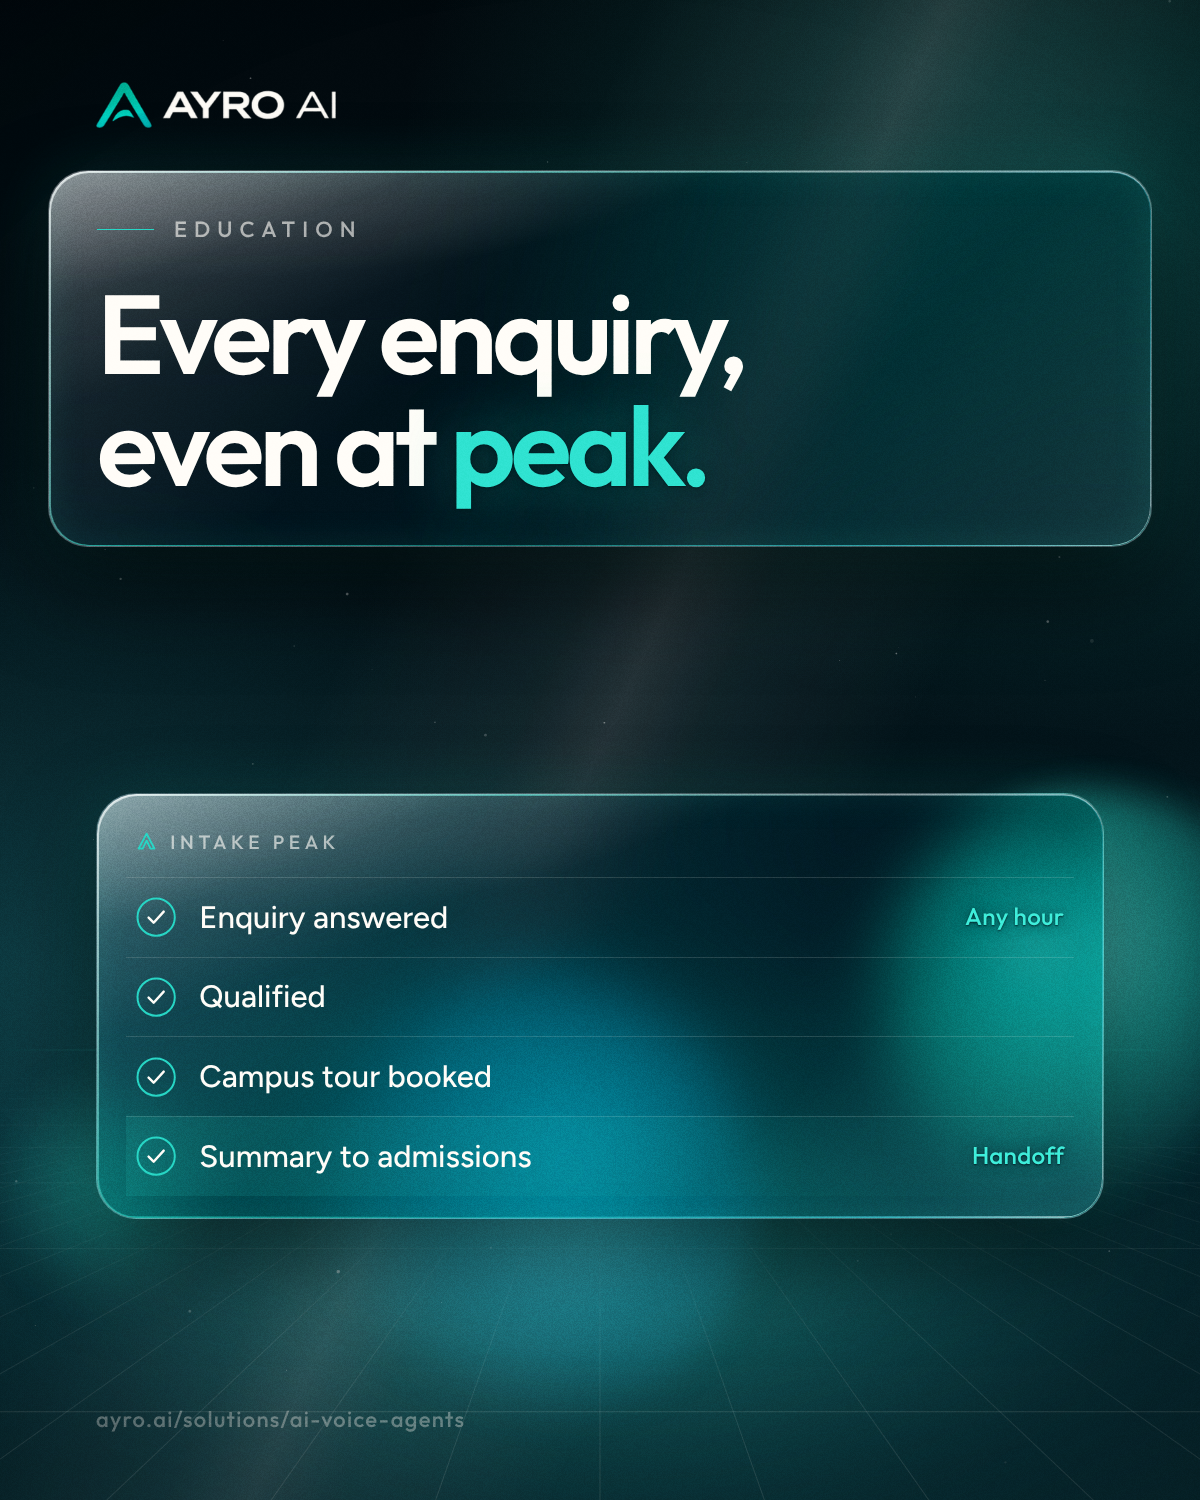 AYRO AI
EDUCATION
Every enquiry,
even at peak.
INTAKE PEAK
Enquiry answered
Any hour
Qualified
Campus tour booked
Summary to admissions
Handoff
ayro.ai/solutions/ai-voice-agents